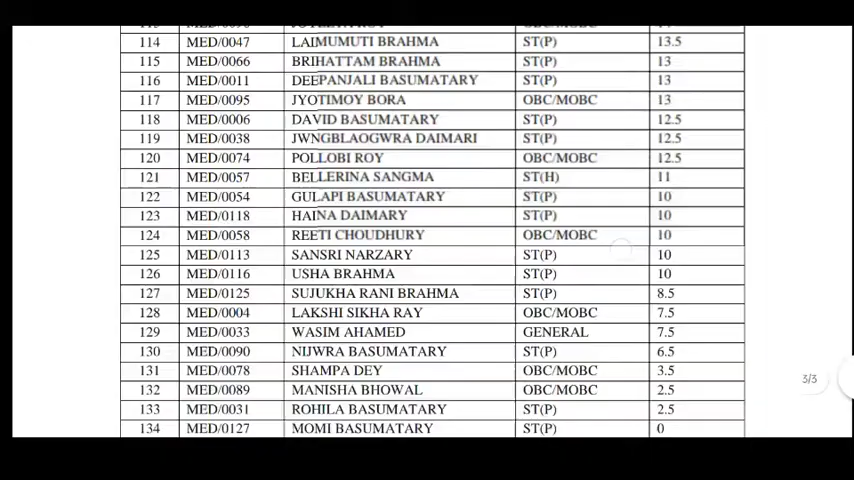 114 MED/0047 LAIMUMUTI BRAHMA ST(P) 13.5
115 MED/0066 BRIHATTAM BRAHMA ST(P) 13
116 MED/0011 DEEPANJALI BASUMATARY ST(P) 13
117 MED/0095 JYOTIMOY BORA OBC/MOBC 13
118 MED/0006 DAVID BASUMATARY ST(P) 12.5
119 MED/0038 JWNGBLAOGWRA DAIMARI ST(P) 12.5
120 MED/0074 POLLOBI ROY OBC/MOBC 12.5
121 MED/0057 BELLERINA SANGMA ST(H) 11
122 MED/0054 GULAPI BASUMATARY ST(P) 10
123 MED/0118 HAINA DAIMARY ST(P) 10
124 MED/0058 REETI CHOUDHURY OBC/MOBC 10
125 MED/0113 SANSRI NARZARY ST(P) 10
126 MED/0116 USHA BRAHMA ST(P) 10
127 MED/0125 SUJUKHA RANI BRAHMA ST(P) 8.5
128 MED/0004 LAKSHI SIKHA RAY OBC/MOBC 7.5
129 MED/0033 WASIM AHAMED GENERAL 7.5
130 MED/0090 NIJWRA BASUMATARY ST(P) 6.5
131 MED/0078 SHAMPA DEY OBC/MOBC 3.5
3/3
132 MED/0089 MANISHA BHOWAL OBC/MOBC 2.5
133 MED/0031 ROHILA BASUMATARY ST(P) 2.5
134 MED/0127 MOMI BASUMATARY ST(P) 0